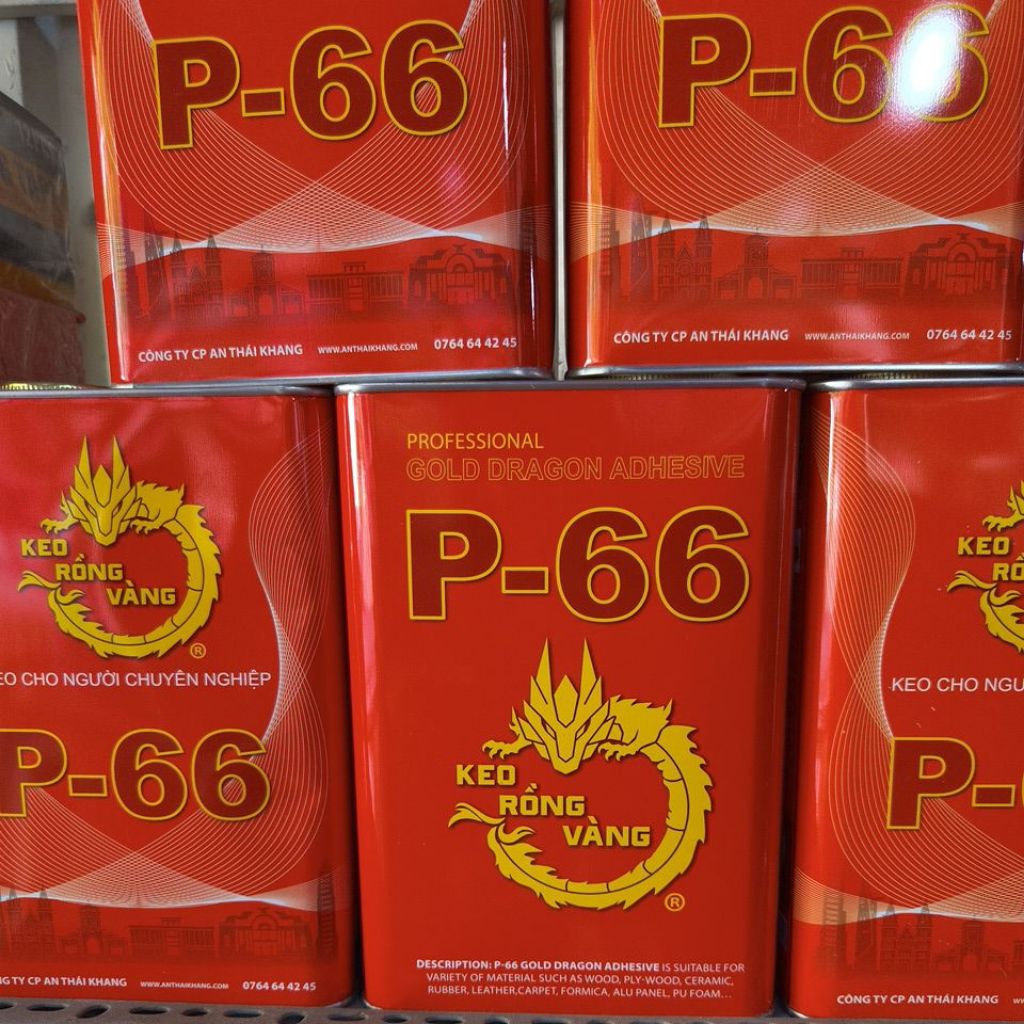 P-66
CÔNG TY CP AN THÁI KHANG WWW.ANTHAIKHANG.COM 0764 64 42 45
P-66
CÔNG TY CP AN THÁI KHANG WWW.ANTHAIKHANG.COM 0764 64 42 45
KEO
RỒNG
VÀNG
®
CHO NGƯỜI CHUYÊN NGHIỆP
P-66
CP AN THÁI KHANG WWW.ANTHAIKHANG.COM 0764 64 42 45
PROFESSIONAL
GOLD DRAGON ADHESIVE
P-66
KEO
RỒNG
VÀNG
®
DESCRIPTION: P-66 GOLD DRAGON ADHESIVE IS SUITABLE FOR
VARIETY OF MATERIAL SUCH AS WOOD, PLY-WOOD, CERAMIC,
RUBBER, LEATHER,CARPET, FORMICA, ALU PANEL, PU FOAM...
KEO
KEO CHO
P-
CÔNG TY CP AN THÁI KHANG